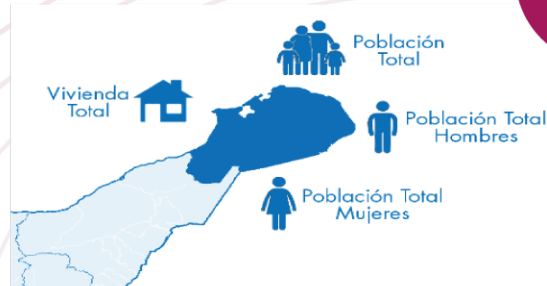 Población
Total
Vivienda
Total
Población Total
Hombres
Población Total
Mujeres